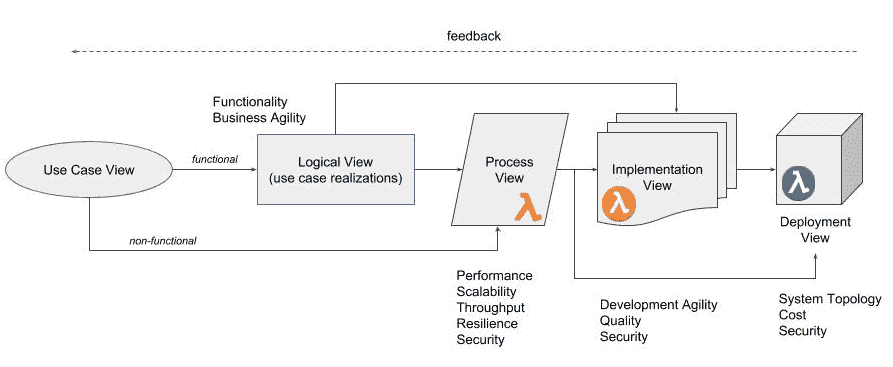 feedback
Functionality
Business Agility
Use Case View
functional
Logical View
(use case realizations)
Process
View
λ
Implementation
View
λ
λ
Deployment
View
non-functional
Performance
Scalability
Throughput
Resilience
Security
Development Agility
Quality
Security
System Topology
Cost
Security